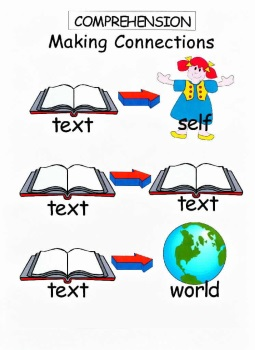 COMPREHENSION
Making Connections
text self
text text
text world